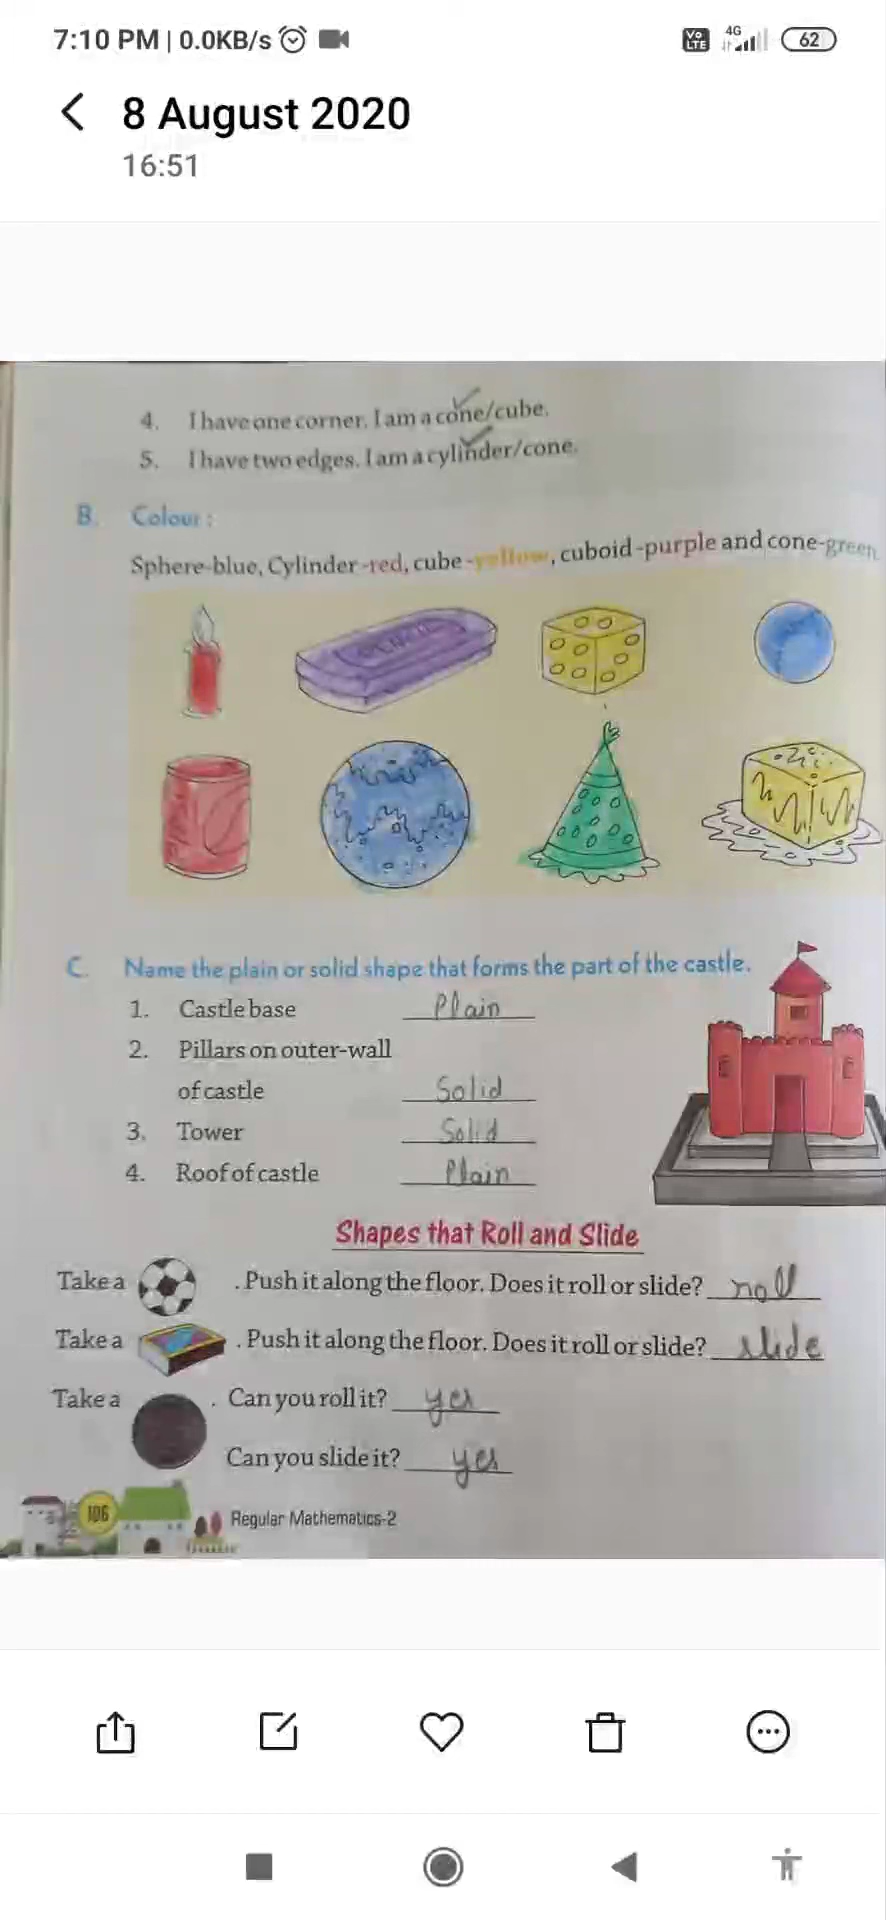 7:10 PM | 0.0KB/s
Vo LTE 4G 62
8 August 2020
16:51
4. I have one corner. I am a cone/cube.
5. I have two edges. I am a cylinder/cone.
B. Colour :
Sphere-blue, Cylinder-red, cube-yellow, cuboid-purple and cone-green
C. Name the plain or solid shape that forms the part of the castle.
1. Castle base Plain
2. Pillars on outer-wall
of castle Solid
3. Tower Solid
4. Roof of castle Plain
Shapes that Roll and Slide
Take a . Push it along the floor. Does it roll or slide? roll
Take a . Push it along the floor. Does it roll or slide? slide
Take a . Can you roll it? yes
Can you slide it? yes
106 Regular Mathematics-2